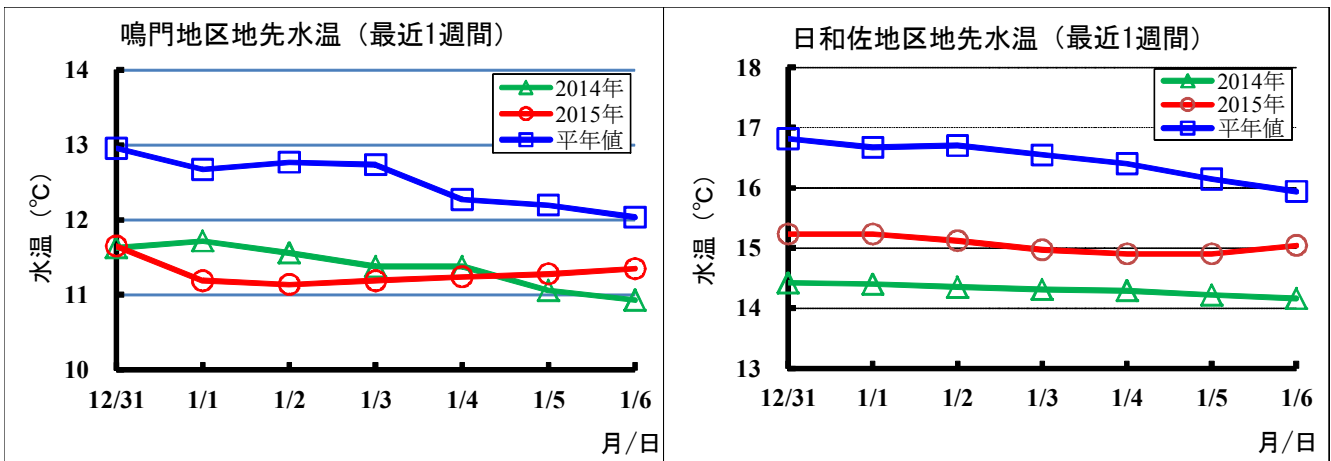 鳴門地区地先水温（最近1週間）
14
13
12
11
10
水温（℃）
2014年
2015年
平年値
12/31 1/1 1/2 1/3 1/4 1/5 1/6
月/日
日和佐地区地先水温（最近1週間）
18
17
16
15
14
13
水温（℃）
2014年
2015年
平年値
12/31 1/1 1/2 1/3 1/4 1/5 1/6
月/日